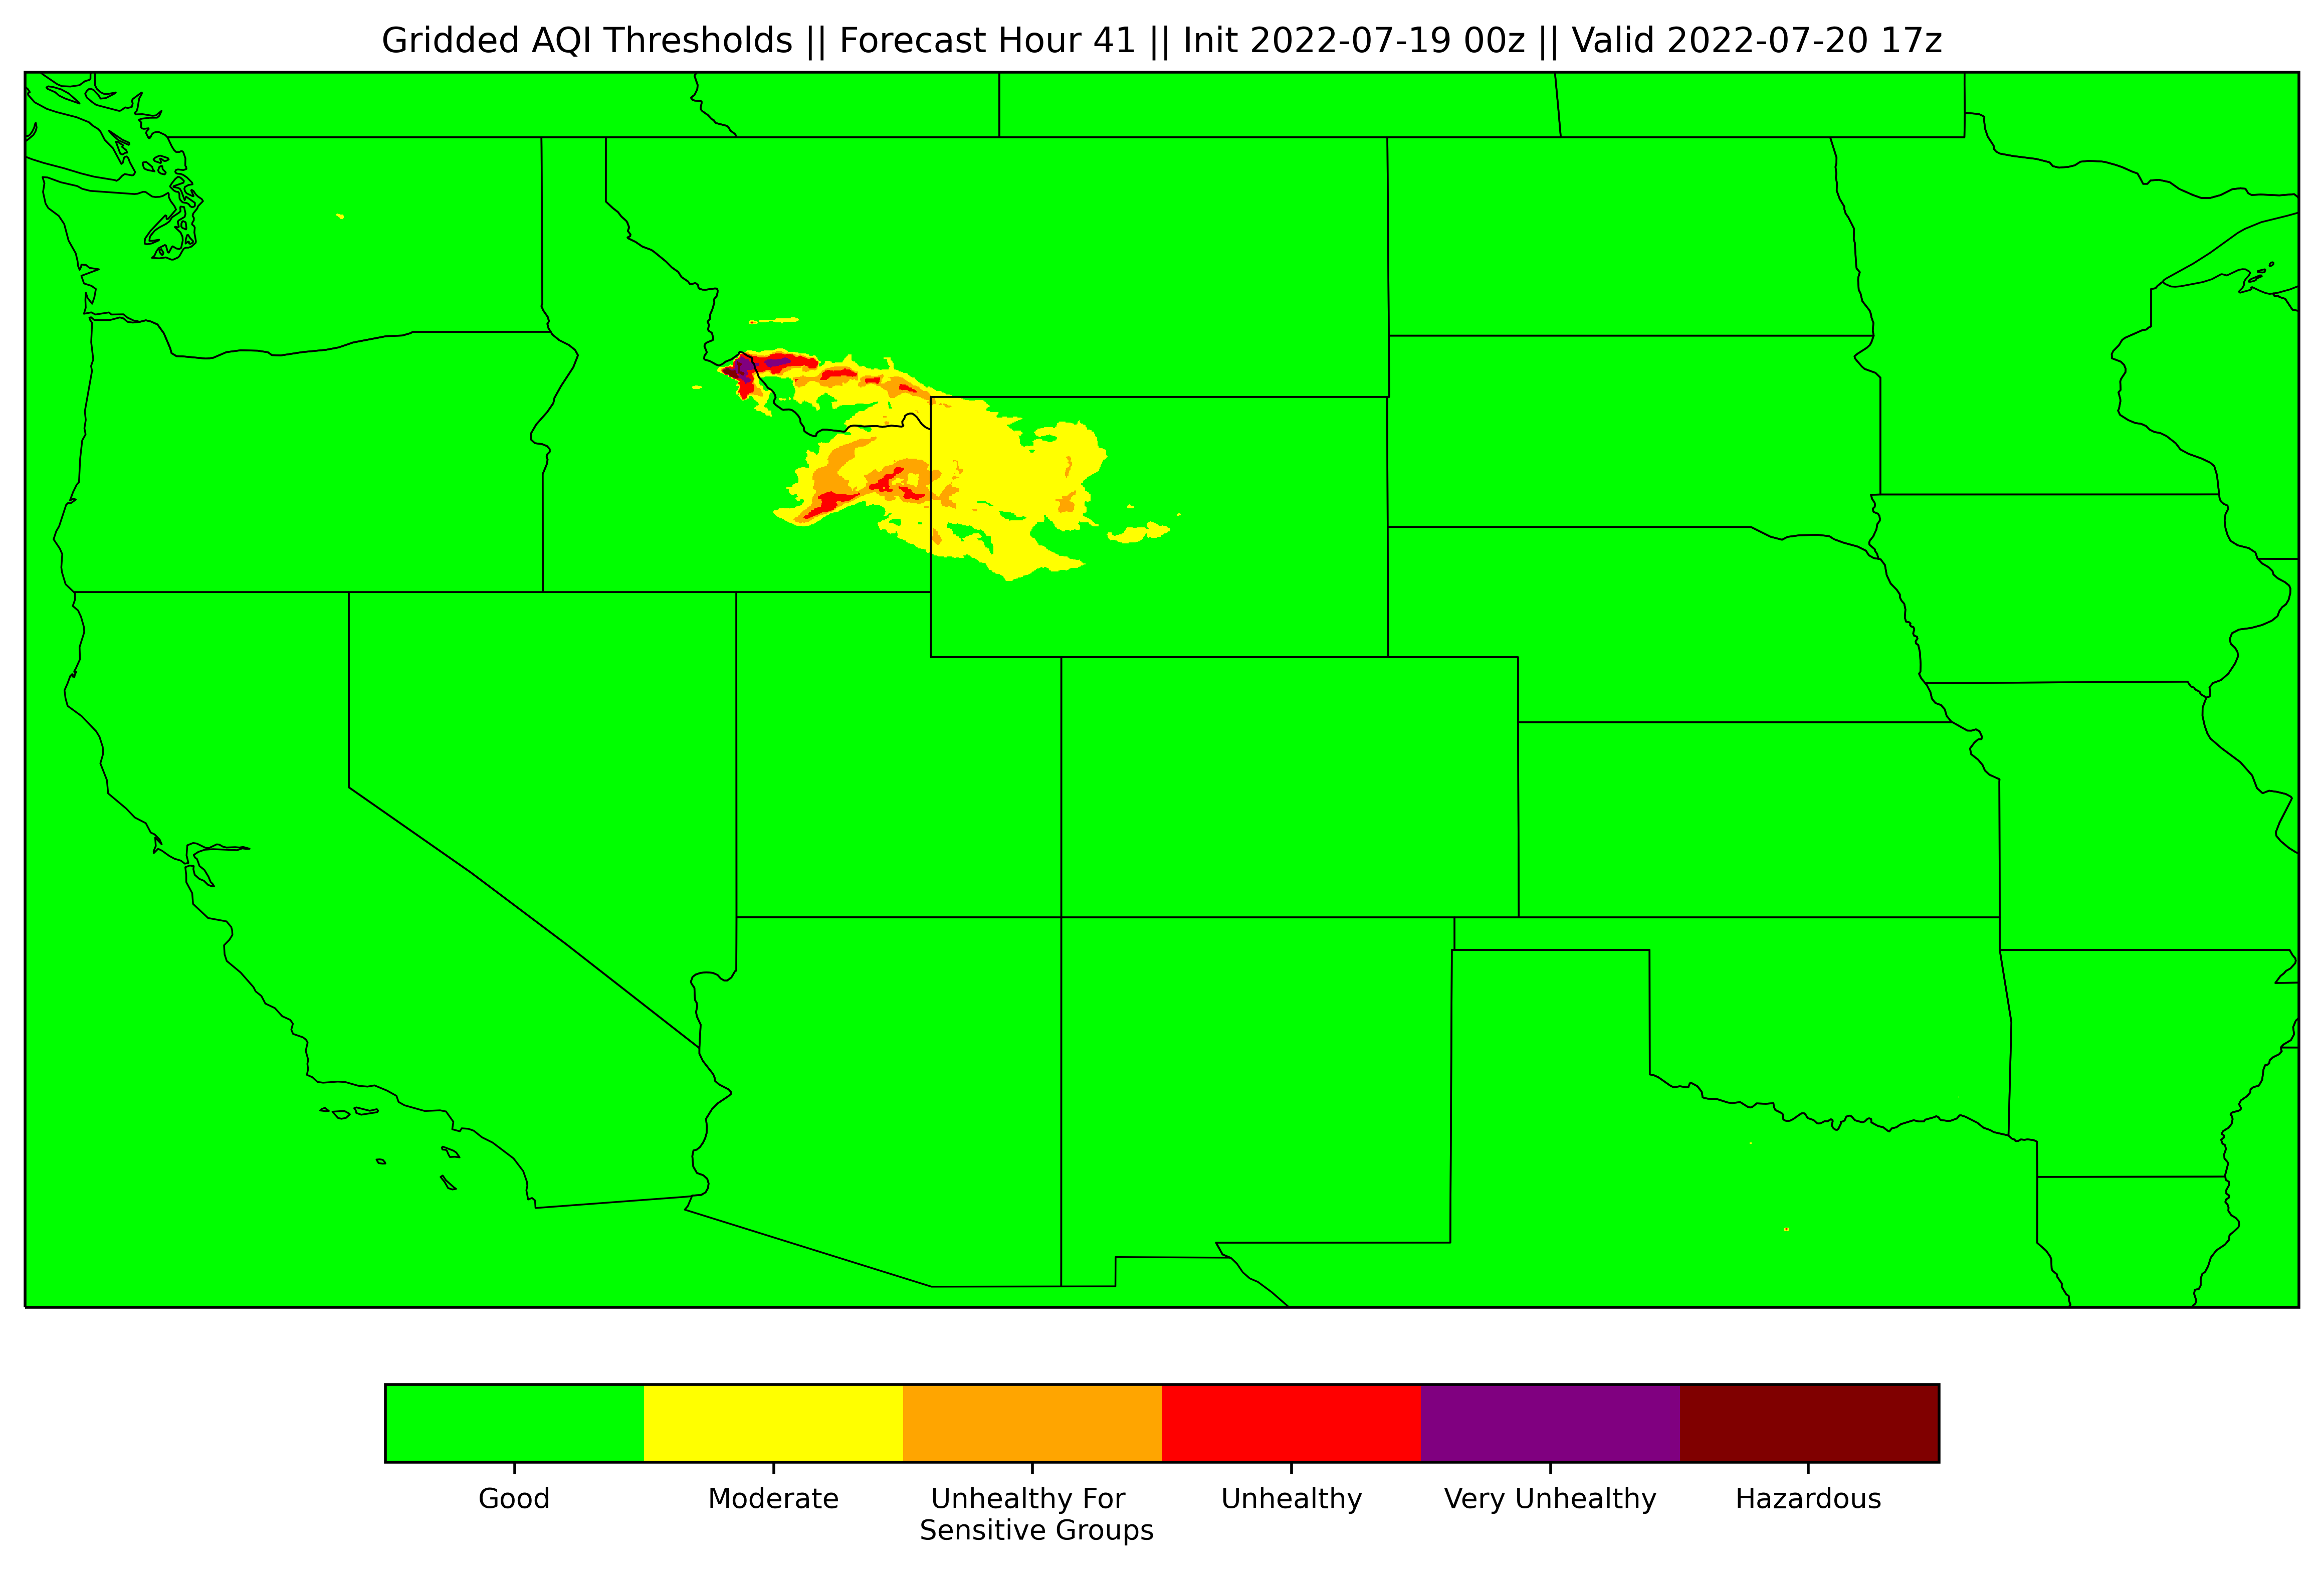 Gridded AQI Thresholds || Forecast Hour 41 || Init 2022-07-19 00z || Valid 2022-07-20 17z
Good
Moderate
Unhealthy For
Sensitive Groups
Unhealthy
Very Unhealthy
Hazardous